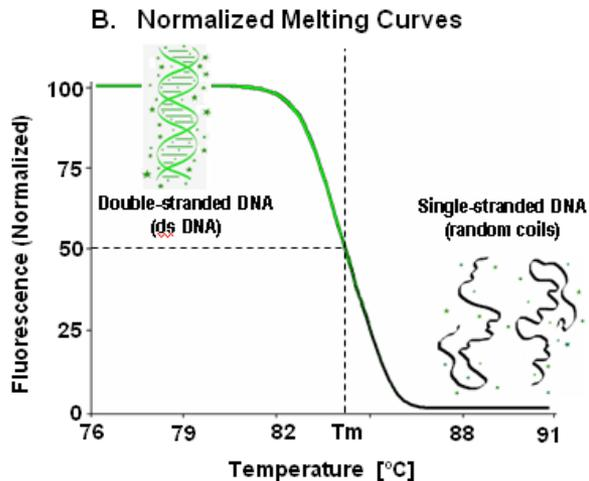 B. Normalized Melting Curves
Fluorescence (Normalized)
100
75
50
25
0
Double-stranded DNA
(ds DNA)
Single-stranded DNA
(random coils)
76 79 82 Tm 88 91
Temperature [°C]